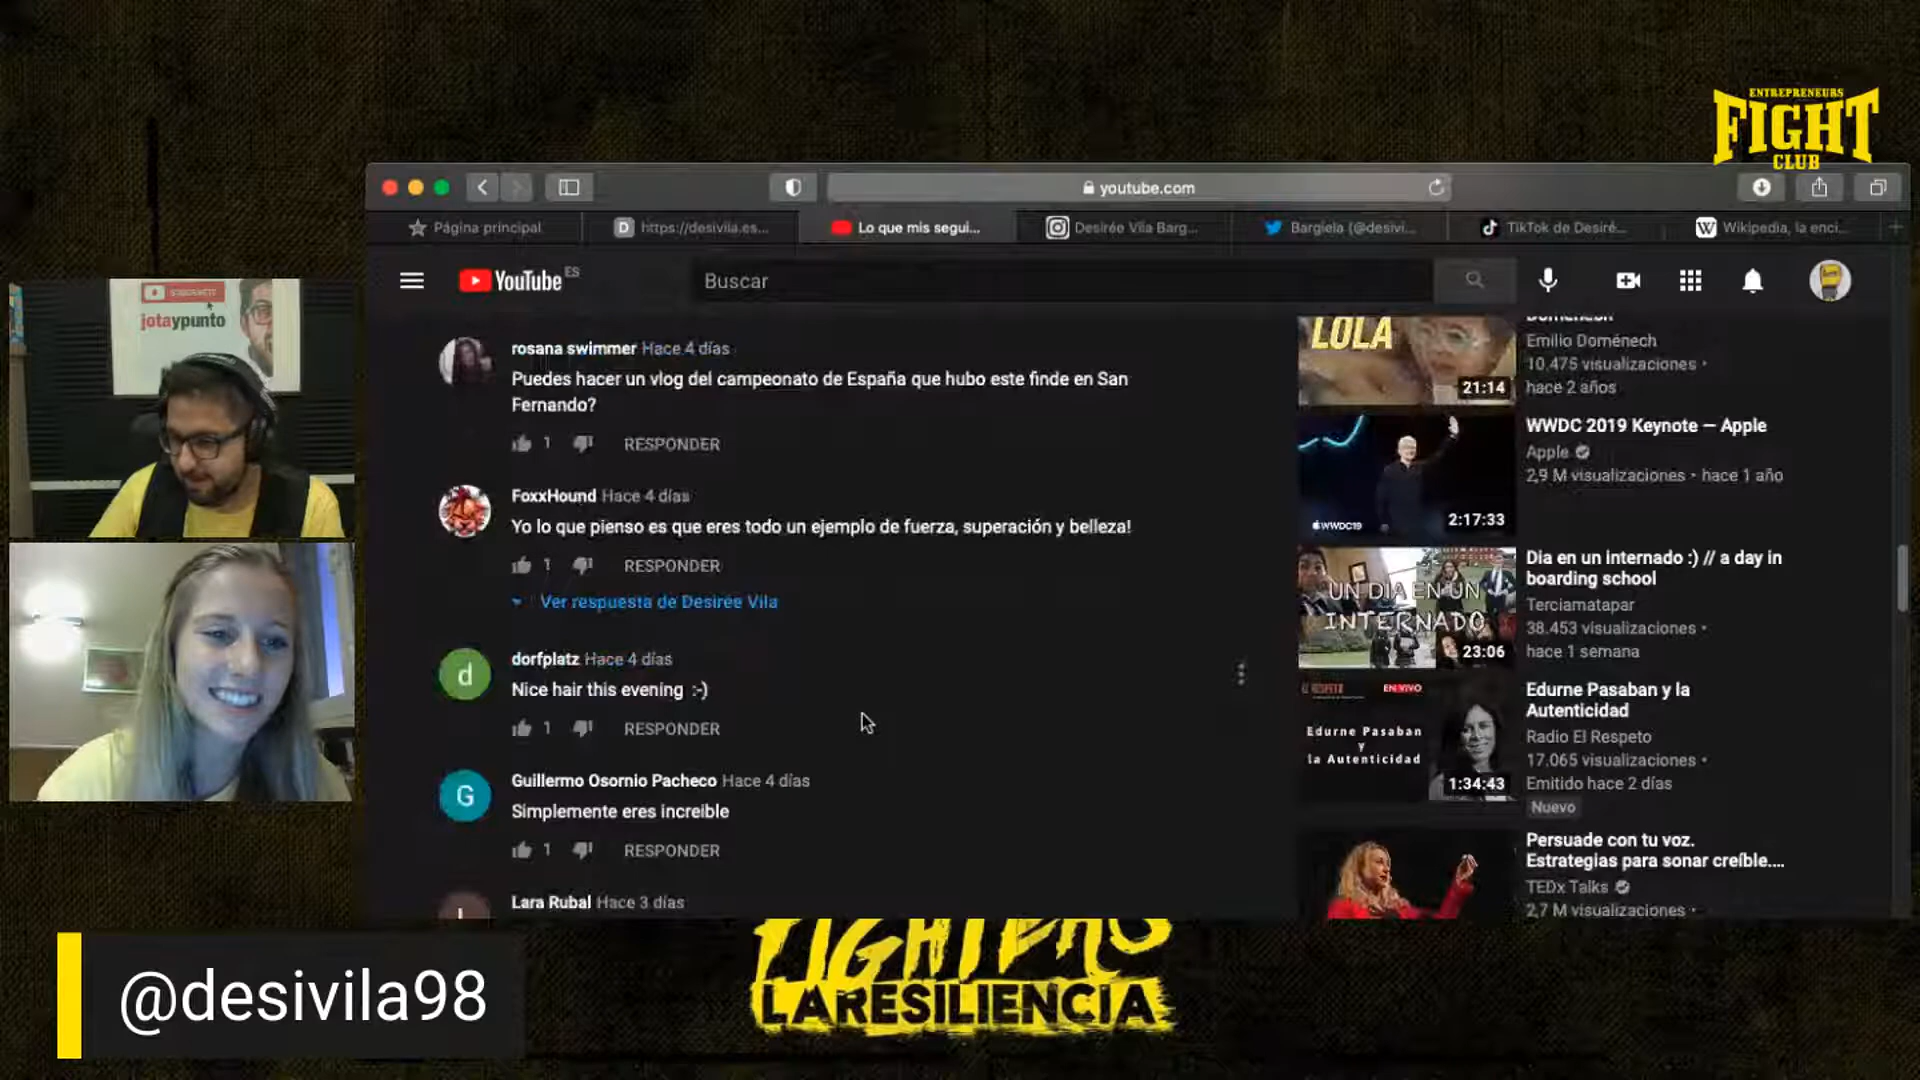 ENTREPRENEURS
FIGHT
CLUB
youtube.com
Página principal
D https://desivila.es...
Lo que mis segui...
Desirée Vila Barg...
Bargiela (@desivi...
TikTok de Desiré...
W Wikipedia, la enci...
YouTube ES
Buscar
SUSCRÍBETE
jotaypunto
rosana swimmer Hace 4 días
Puedes hacer un vlog del campeonato de España que hubo este finde en San
Fernando?
1 RESPONDER
FoxxHound Hace 4 días
Yo lo que pienso es que eres todo un ejemplo de fuerza, superación y belleza!
1 RESPONDER
Ver respuesta de Desirée Vila
d
dorfplatz Hace 4 días
Nice hair this evening :-)
1 RESPONDER
G
Guillermo Osornio Pacheco Hace 4 días
Simplemente eres increible
1 RESPONDER
Lara Rubal Hace 3 días
LOLA
21:14
Doménech
Emilio Doménech
10.475 visualizaciones •
hace 2 años
WWDC19
2:17:33
WWDC 2019 Keynote — Apple
Apple
2,9 M visualizaciones • hace 1 año
UN DIA EN UN
INTERNADO
23:06
Dia en un internado :) // a day in
boarding school
Terciamatapar
38.453 visualizaciones •
hace 1 semana
EL RESPETO
EN VIVO
Edurne Pasaban
y
la Autenticidad
1:34:43
Edurne Pasaban y la
Autenticidad
Radio El Respeto
17.065 visualizaciones •
Emitido hace 2 días
Nuevo
Persuade con tu voz.
Estrategias para sonar creíble....
TEDx Talks
2,7 M visualizaciones •
@desivila98
FIGHTERS
LARESILIENCIA